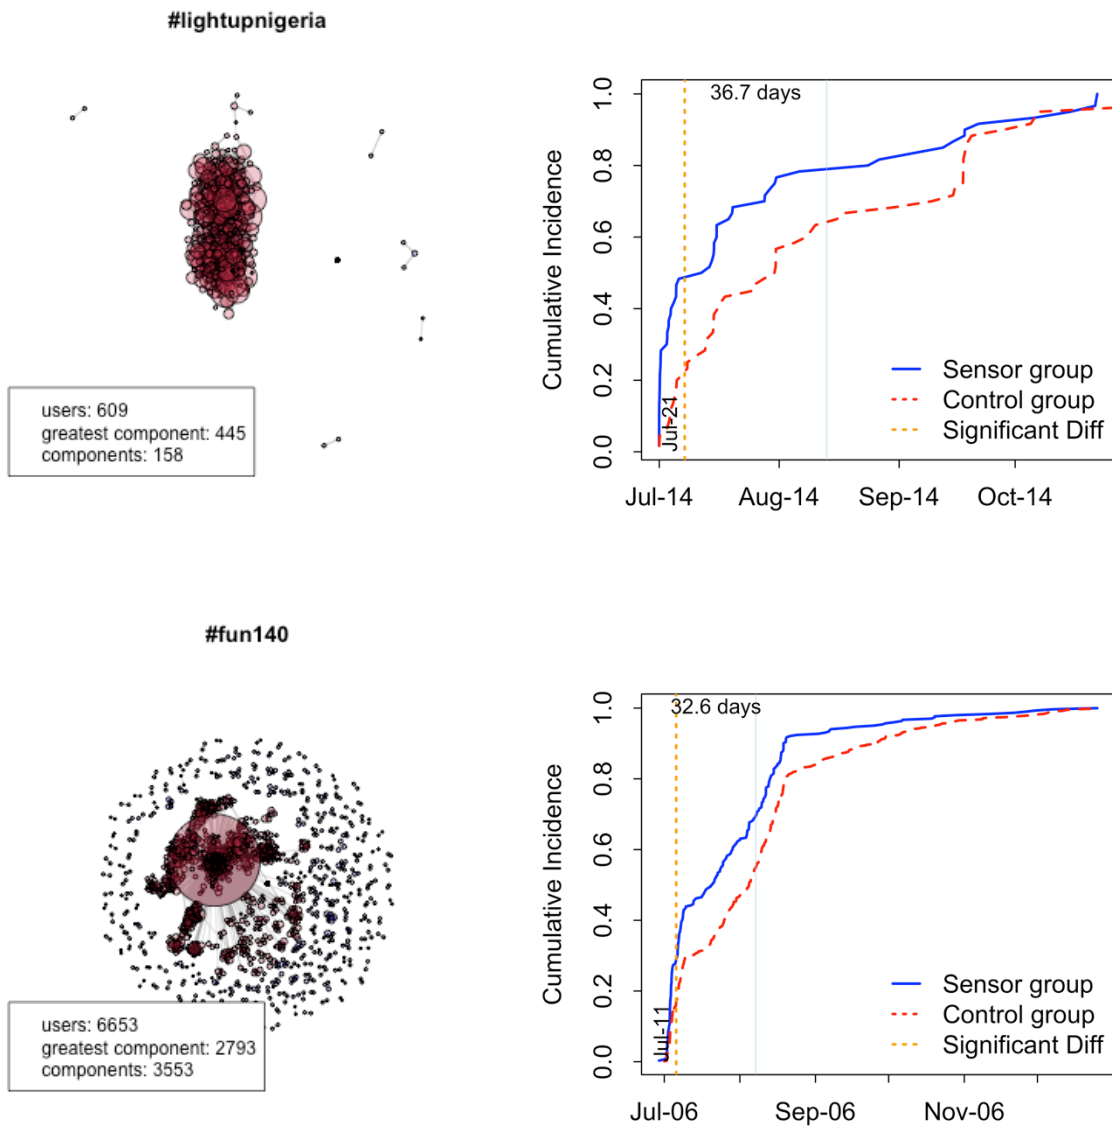 #lightupnigeria
users: 609
greatest component: 445
components: 158
36.7 days
Cumulative Incidence
0.0 0.2 0.4 0.6 0.8 1.0
Jul-21
Sensor group
Control group
Significant Diff
Jul-14 Aug-14 Sep-14 Oct-14
#fun140
users: 6653
greatest component: 2793
components: 3553
32.6 days
Cumulative Incidence
0.0 0.2 0.4 0.6 0.8 1.0
Jul-11
Sensor group
Control group
Significant Diff
Jul-06 Sep-06 Nov-06